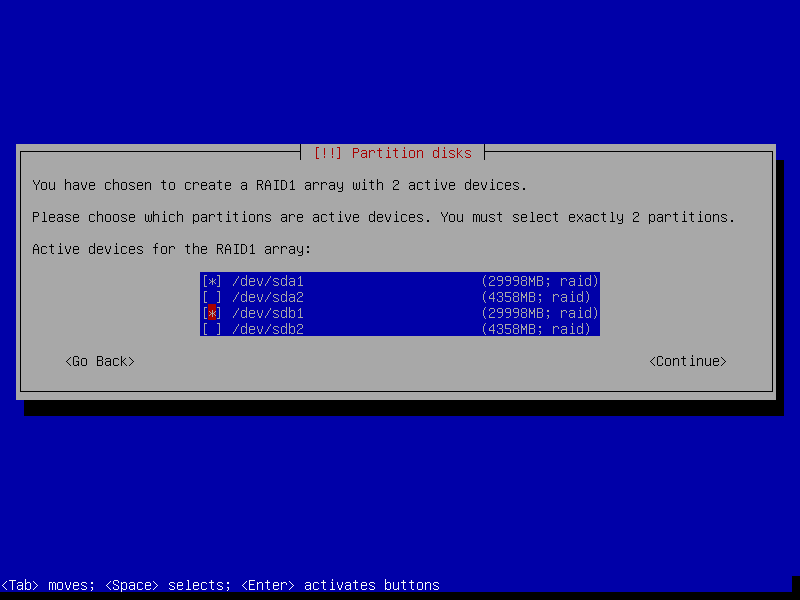 [!!] Partition disks
You have chosen to create a RAID1 array with 2 active devices.
Please choose which partitions are active devices. You must select exactly 2 partitions.
Active devices for the RAID1 array:
[*] /dev/sda1 (29998MB; raid)
[ ] /dev/sda2 (4358MB; raid)
[*] /dev/sdb1 (29998MB; raid)
[ ] /dev/sdb2 (4358MB; raid)
<Go Back> <Continue>
<Tab> moves; <Space> selects; <Enter> activates buttons